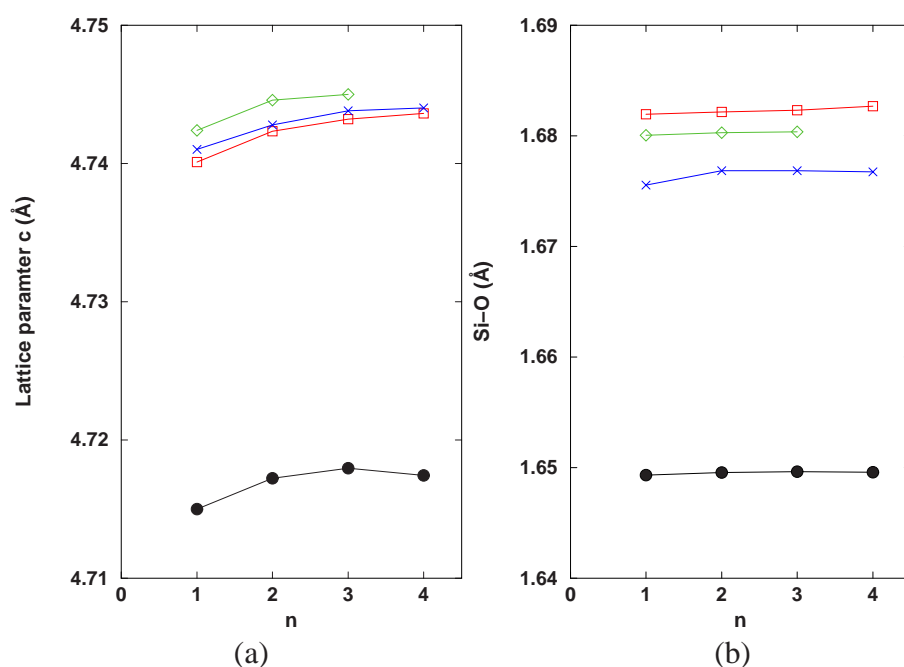 4.75
4.74
4.73
4.72
4.71
Lattice paramter c (Å)
0 1 2 3 4
n
(a)
1.69
1.68
1.67
1.66
1.65
1.64
Si−O (Å)
0 1 2 3 4
n
(b)